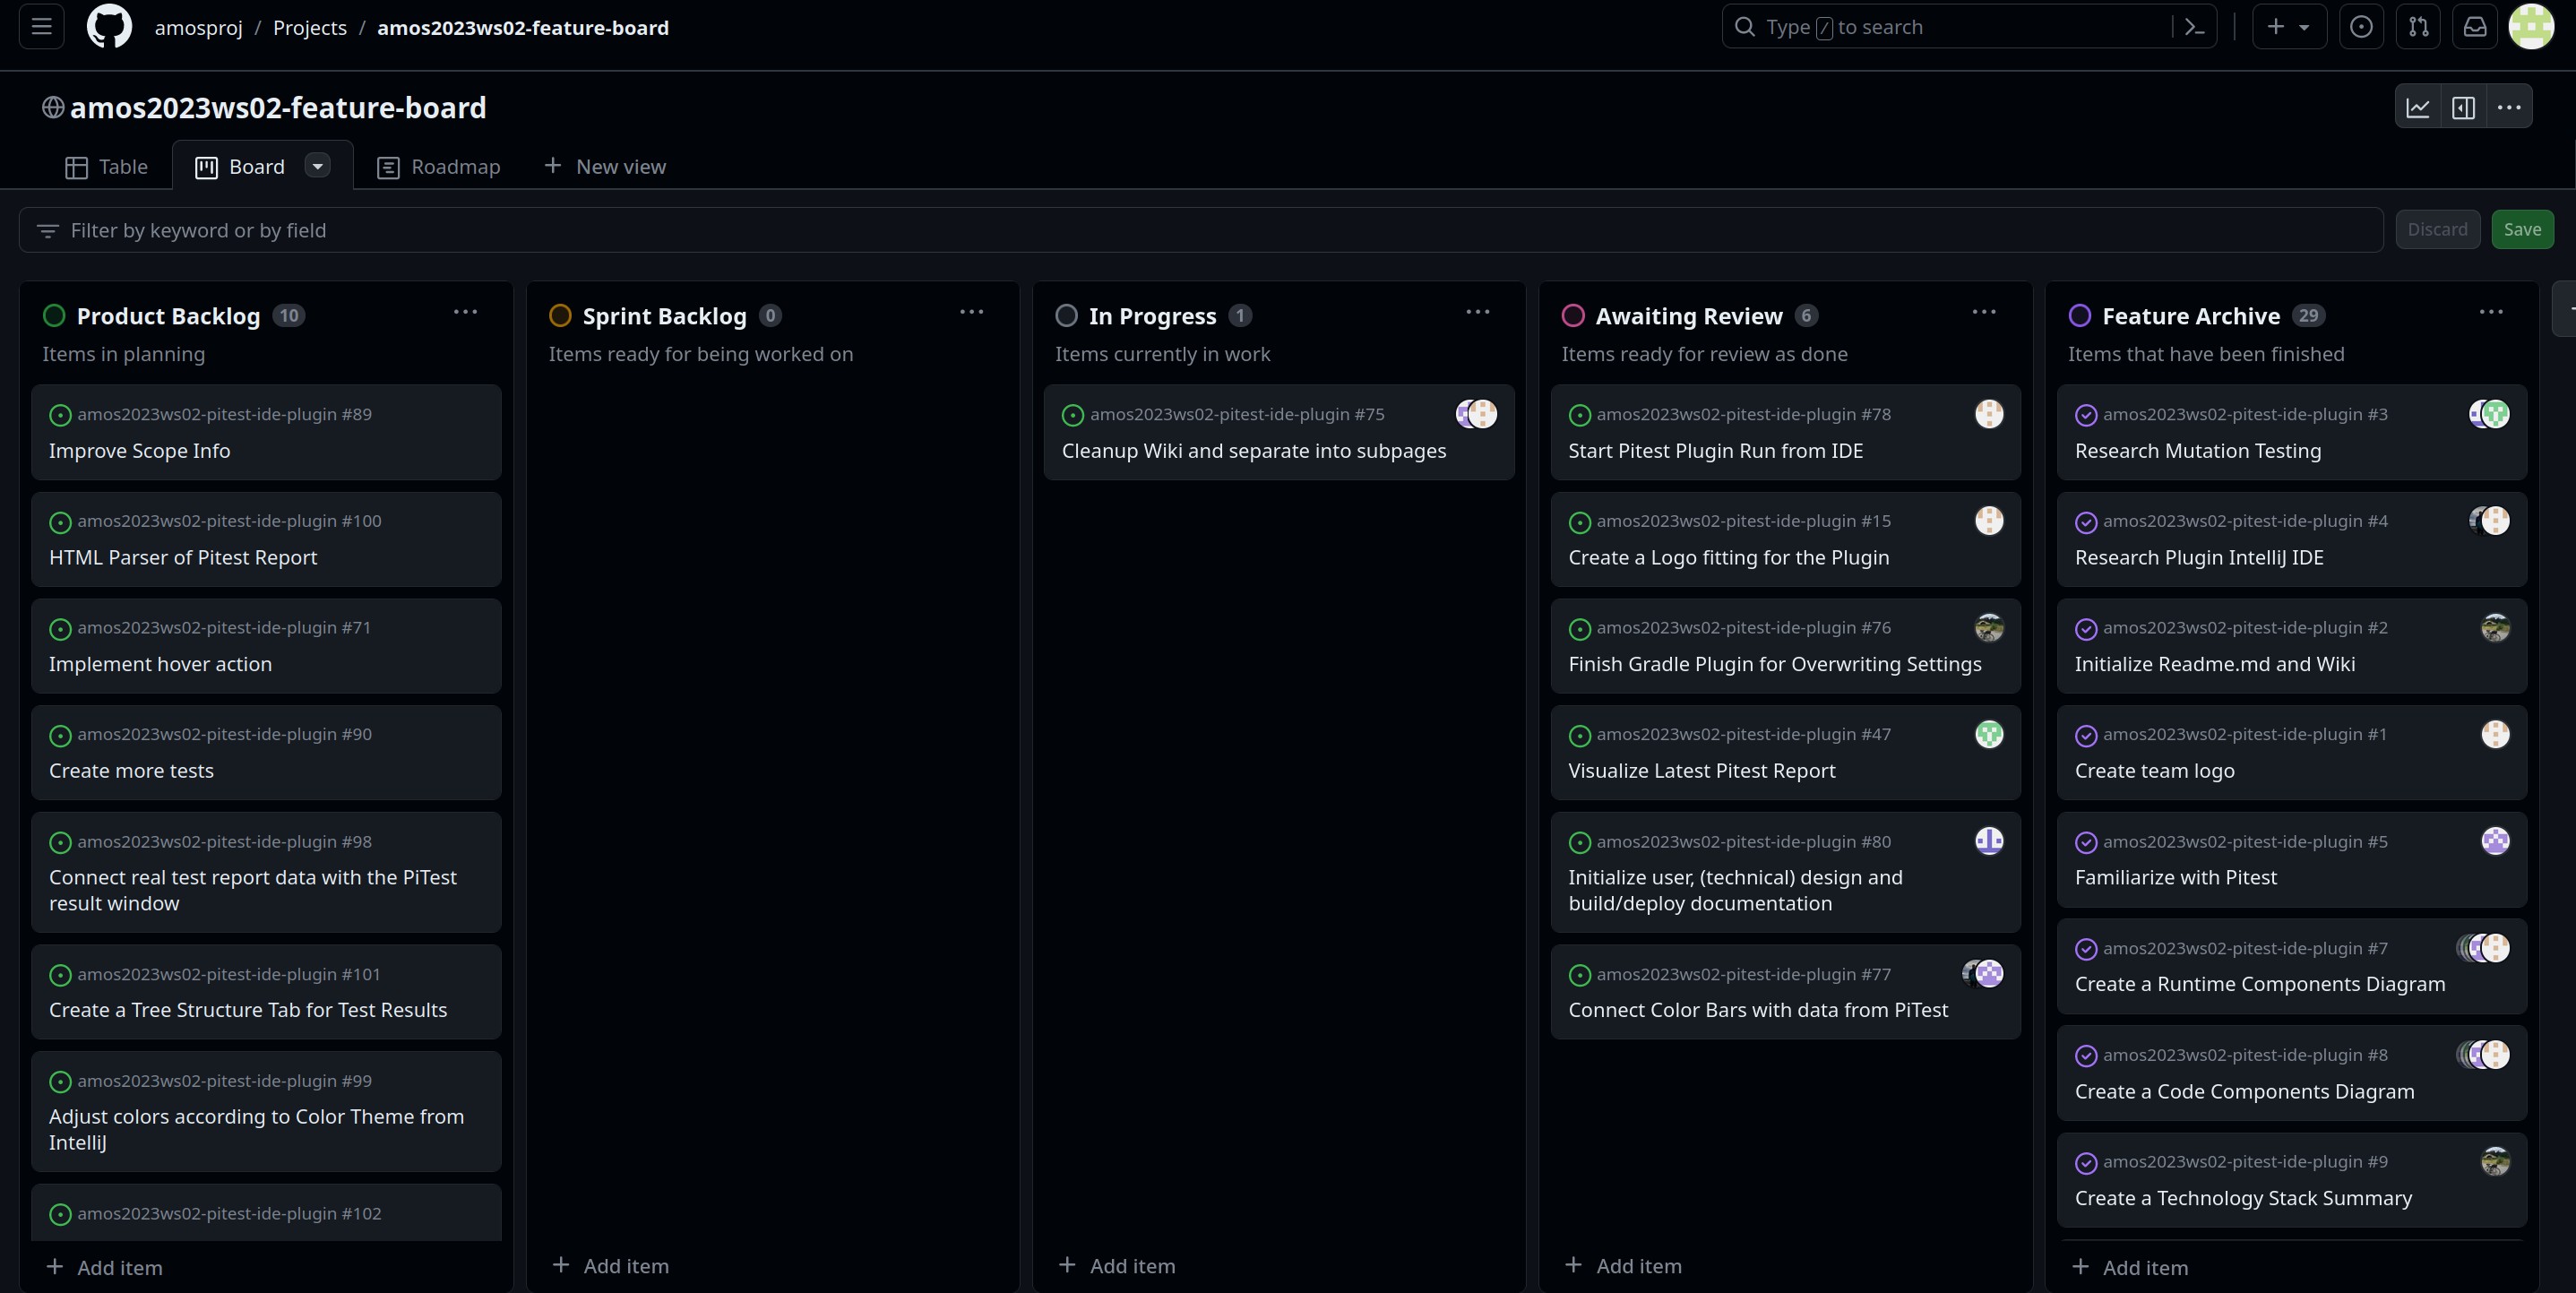 amosproj / Projects / amos2023ws02-feature-board
Type / to search
amos2023ws02-feature-board
Table
Board
Roadmap
New view
Filter by keyword or by field
Discard
Save
Product Backlog 10
Items in planning
amos2023ws02-pitest-ide-plugin #89
Improve Scope Info
amos2023ws02-pitest-ide-plugin #100
HTML Parser of Pitest Report
amos2023ws02-pitest-ide-plugin #71
Implement hover action
amos2023ws02-pitest-ide-plugin #90
Create more tests
amos2023ws02-pitest-ide-plugin #98
Connect real test report data with the PiTest
result window
amos2023ws02-pitest-ide-plugin #101
Create a Tree Structure Tab for Test Results
amos2023ws02-pitest-ide-plugin #99
Adjust colors according to Color Theme from
IntelliJ
amos2023ws02-pitest-ide-plugin #102
+ Add item
Sprint Backlog 0
Items ready for being worked on
+ Add item
In Progress 1
Items currently in work
amos2023ws02-pitest-ide-plugin #75
Cleanup Wiki and separate into subpages
+ Add item
Awaiting Review 6
Items ready for review as done
amos2023ws02-pitest-ide-plugin #78
Start Pitest Plugin Run from IDE
amos2023ws02-pitest-ide-plugin #15
Create a Logo fitting for the Plugin
amos2023ws02-pitest-ide-plugin #76
Finish Gradle Plugin for Overwriting Settings
amos2023ws02-pitest-ide-plugin #47
Visualize Latest Pitest Report
amos2023ws02-pitest-ide-plugin #80
Initialize user, (technical) design and
build/deploy documentation
amos2023ws02-pitest-ide-plugin #77
Connect Color Bars with data from PiTest
+ Add item
Feature Archive 29
Items that have been finished
amos2023ws02-pitest-ide-plugin #3
Research Mutation Testing
amos2023ws02-pitest-ide-plugin #4
Research Plugin IntelliJ IDE
amos2023ws02-pitest-ide-plugin #2
Initialize Readme.md and Wiki
amos2023ws02-pitest-ide-plugin #1
Create team logo
amos2023ws02-pitest-ide-plugin #5
Familiarize with Pitest
amos2023ws02-pitest-ide-plugin #7
Create a Runtime Components Diagram
amos2023ws02-pitest-ide-plugin #8
Create a Code Components Diagram
amos2023ws02-pitest-ide-plugin #9
Create a Technology Stack Summary
+ Add item